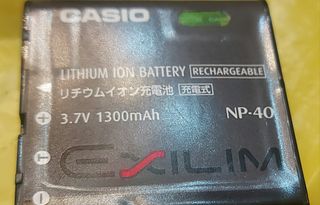 CASIO
LITHIUM ION BATTERY RECHARGEABLE
リチウムイオン充電池 充電式
3.7V 1300mAh NP-40
T
EXILIM